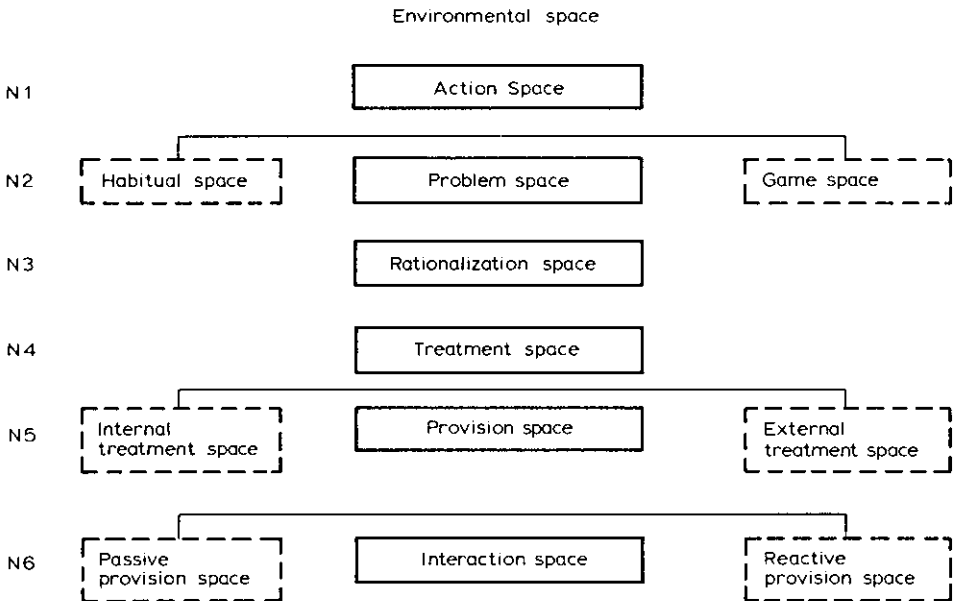 Environmental space
N1
Action Space
N2
Habitual space
Problem space
Game space
N3
Rationalization space
N4
Treatment space
N5
Internal
treatment space
Provision space
External
treatment space
N6
Passive
provision space
Interaction space
Reactive
provision space